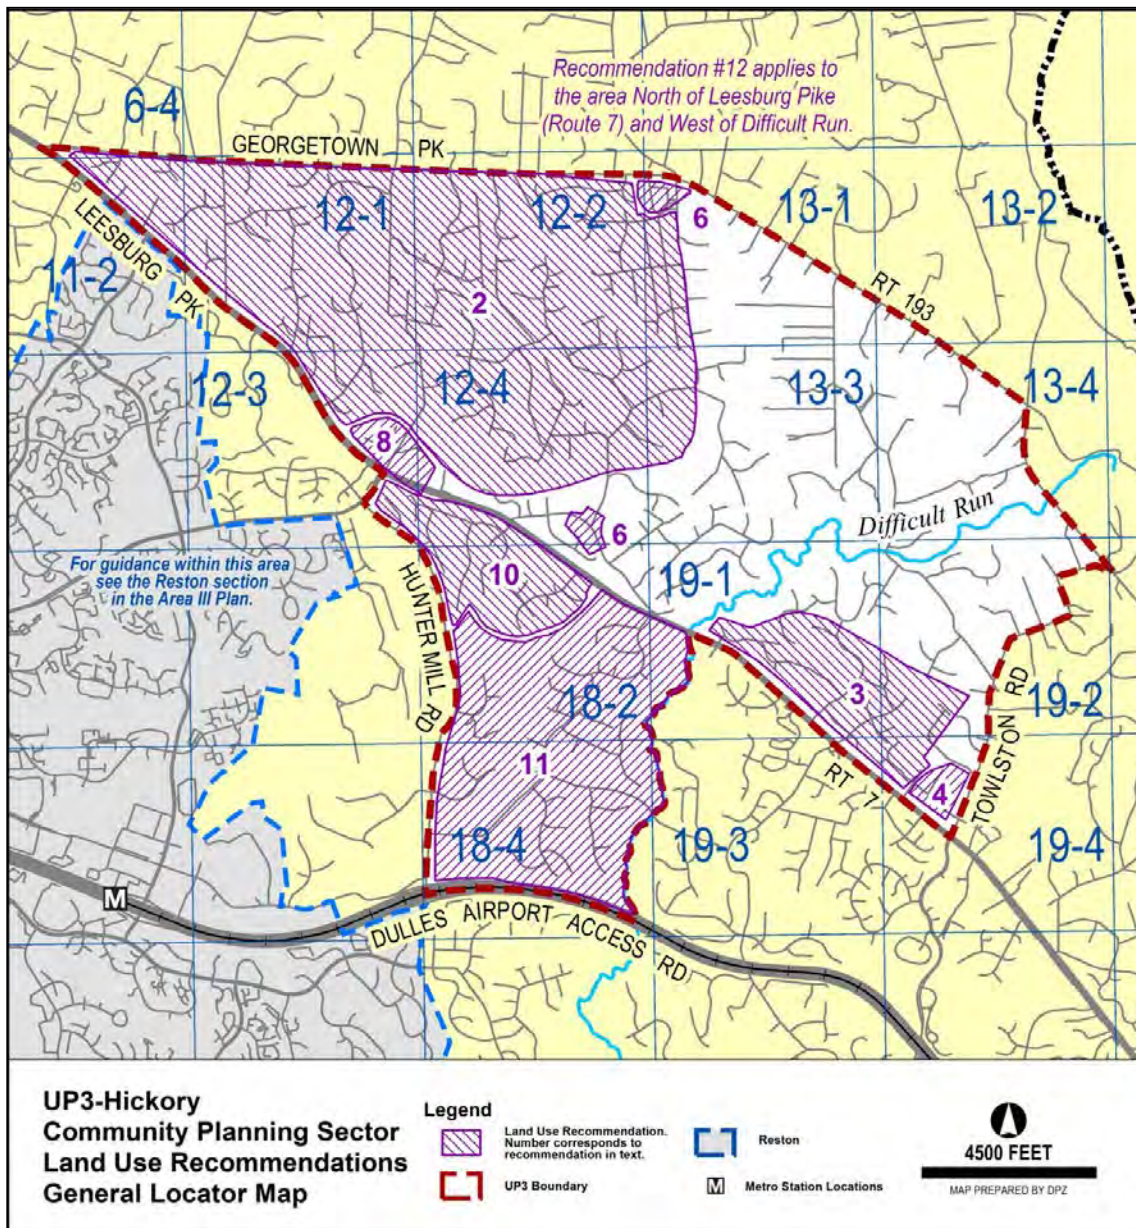 Recommendation #12 applies to
the area North of Leesburg Pike
(Route 7) and West of Difficult Run.
6-4
GEORGETOWN PK
12-1
12-2
6
13-1
13-2
LEESBURG PK
11-2
RT 193
2
12-3
12-4
13-3
13-4
8
Difficult Run
6
For guidance within this area
see the Reston section
in the Area III Plan.
10
19-1
HUNTER MILL RD
18-2
3
19-2
TOWLSTON RD
11
RT 7
4
18-4
19-3
19-4
M
DULLES AIRPORT ACCESS RD
UP3-Hickory
Community Planning Sector
Land Use Recommendations
General Locator Map
Legend
Land Use Recommendation.
Number corresponds to
recommendation in text.
UP3 Boundary
Reston
M Metro Station Locations
4500 FEET
MAP PREPARED BY DPZ